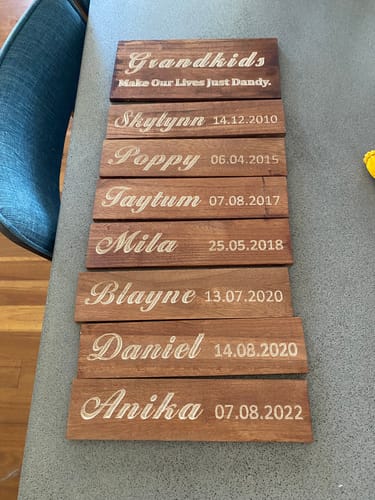 Grandkids
Make Our Lives Just Dandy.
Skylynn 14.12.2010
Poppy 06.04.2015
Taytum 07.08.2017
Mila 25.05.2018
Blayne 13.07.2020
Daniel 14.08.2020
Anika 07.08.2022